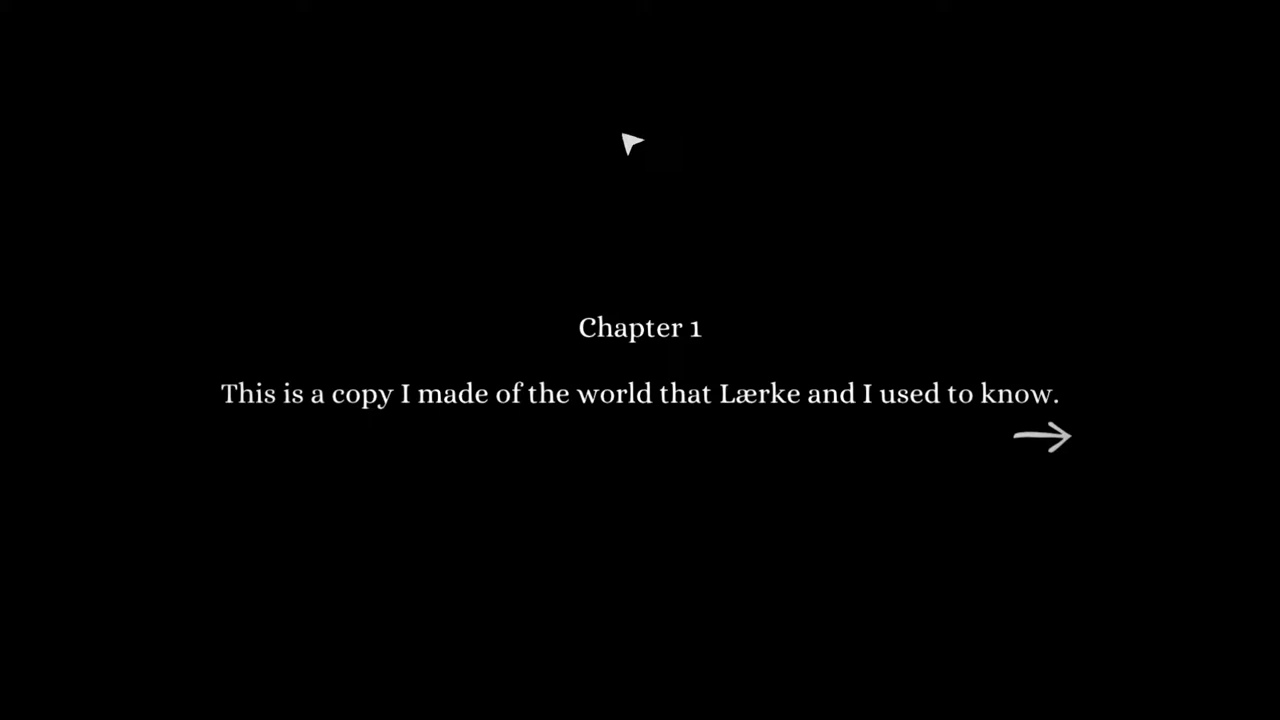 Chapter 1
This is a copy I made of the world that Lærke and I used to know.